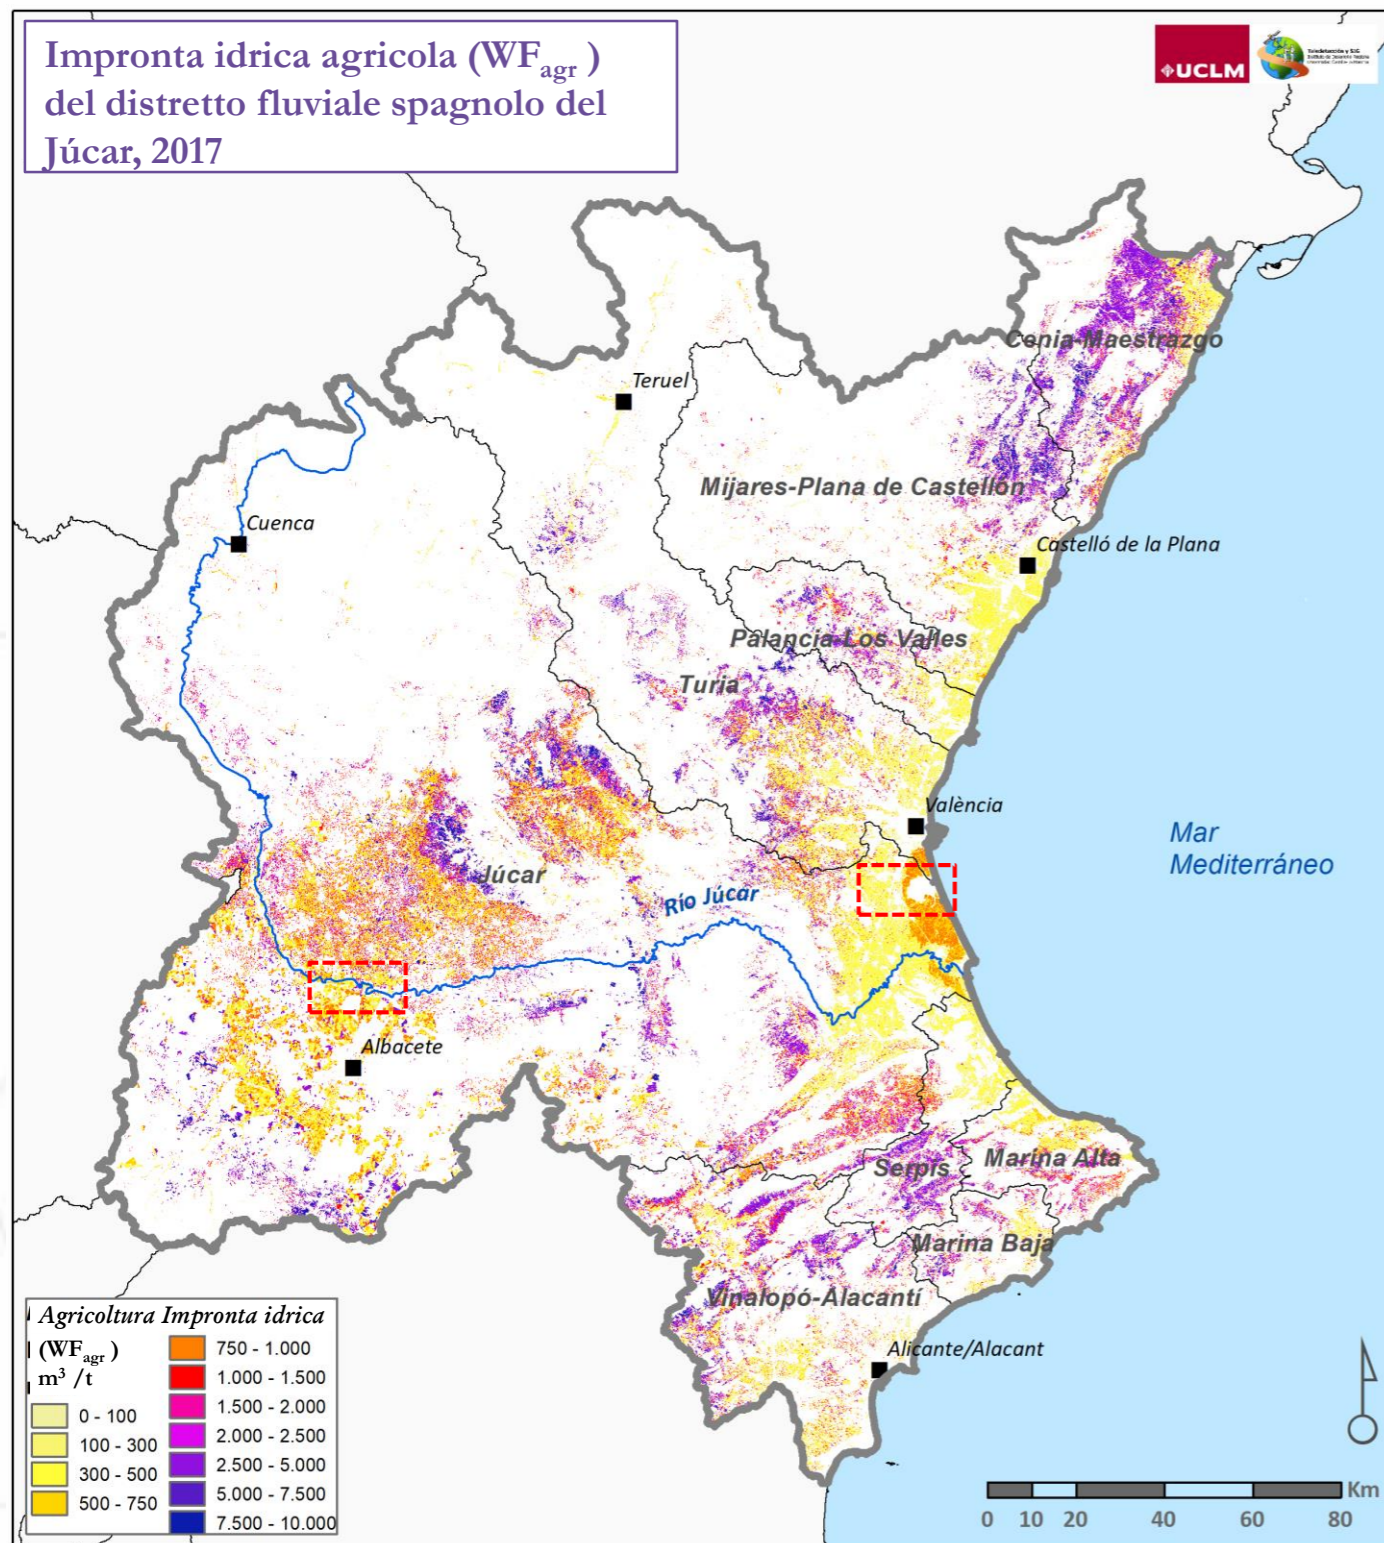 Impronta idrica agricola (WFagr )
del distretto fluviale spagnolo del
Júcar, 2017
UCLM
Teruel
Cenia-Maestrazgo
Mijares-Plana de Castellón
Cuenca
Castelló de la Plana
Palancia-Los Valles
Turia
València
Mar
Mediterráneo
Júcar
Río Júcar
Albacete
Serpis
Marina Alta
Marina Baja
Vinalopó-Alacantí
Alicante/Alacant
Agricoltura Impronta idrica
(WFagr )
m³ /t
0 - 100
100 - 300
300 - 500
500 - 750
750 - 1.000
1.000 - 1.500
1.500 - 2.000
2.000 - 2.500
2.500 - 5.000
5.000 - 7.500
7.500 - 10.000
Km
0 10 20 40 60 80